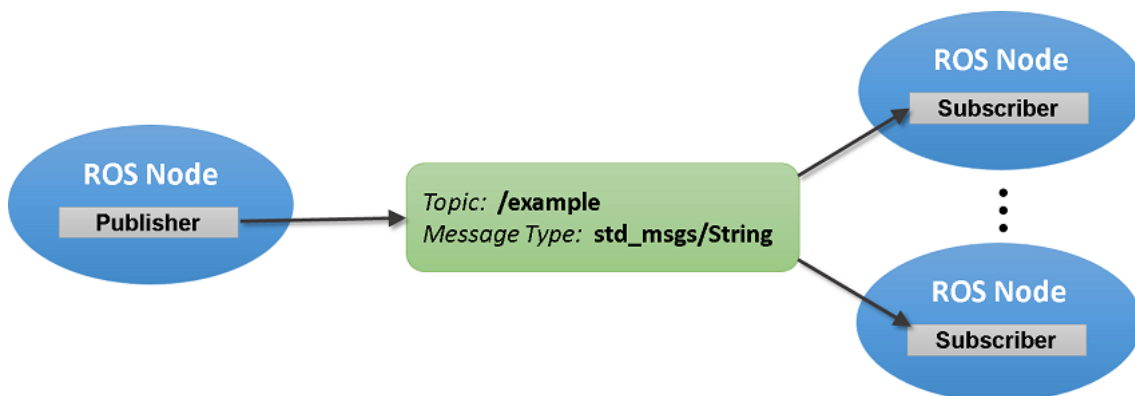 ROS Node
Publisher
Topic: /example
Message Type: std_msgs/String
ROS Node
Subscriber
ROS Node
Subscriber